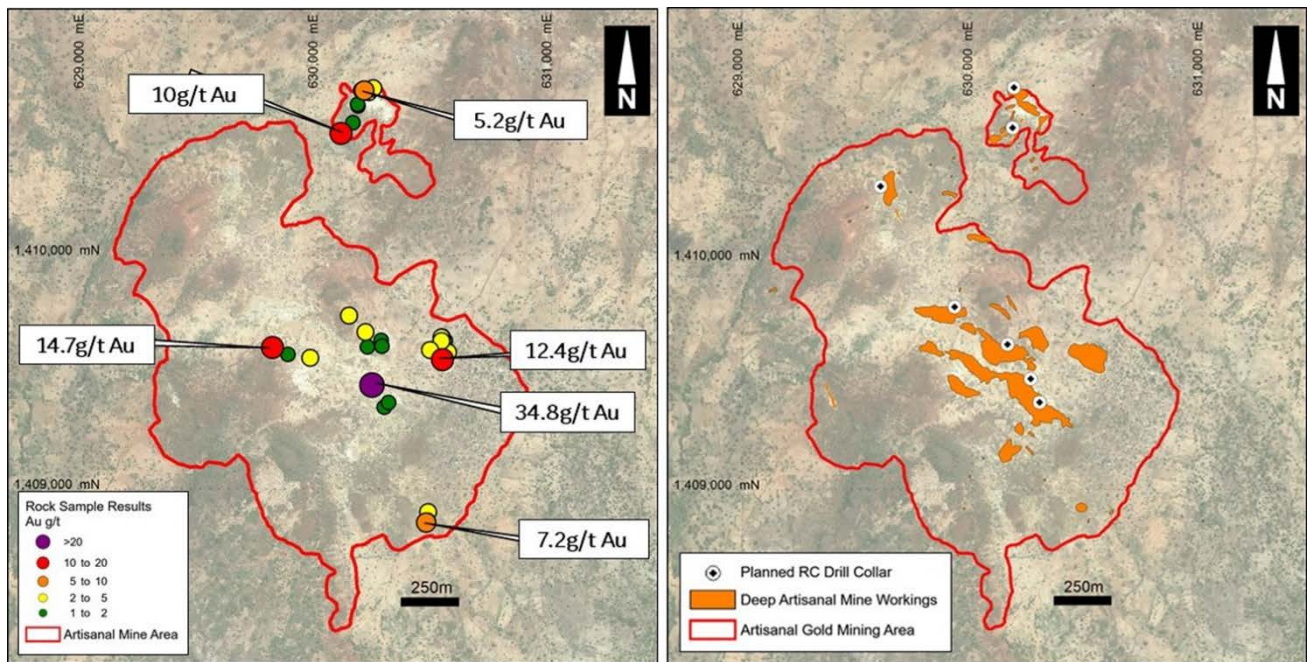 629,000 mE
630,000 mE
631,000 mE
N
10g/t Au
5.2g/t Au
1,410,000 mN
14.7g/t Au
12.4g/t Au
34.8g/t Au
1,409,000 mN
7.2g/t Au
Rock Sample Results
Au g/t
>20
10 to 20
5 to 10
2 to 5
1 to 2
Artisanal Mine Area
250m
629,000 mE
630,000 mE
631,000 mE
N
1,410,000 mN
1,409,000 mN
Planned RC Drill Collar
Deep Artisanal Mine Workings
Artisanal Gold Mining Area
250m